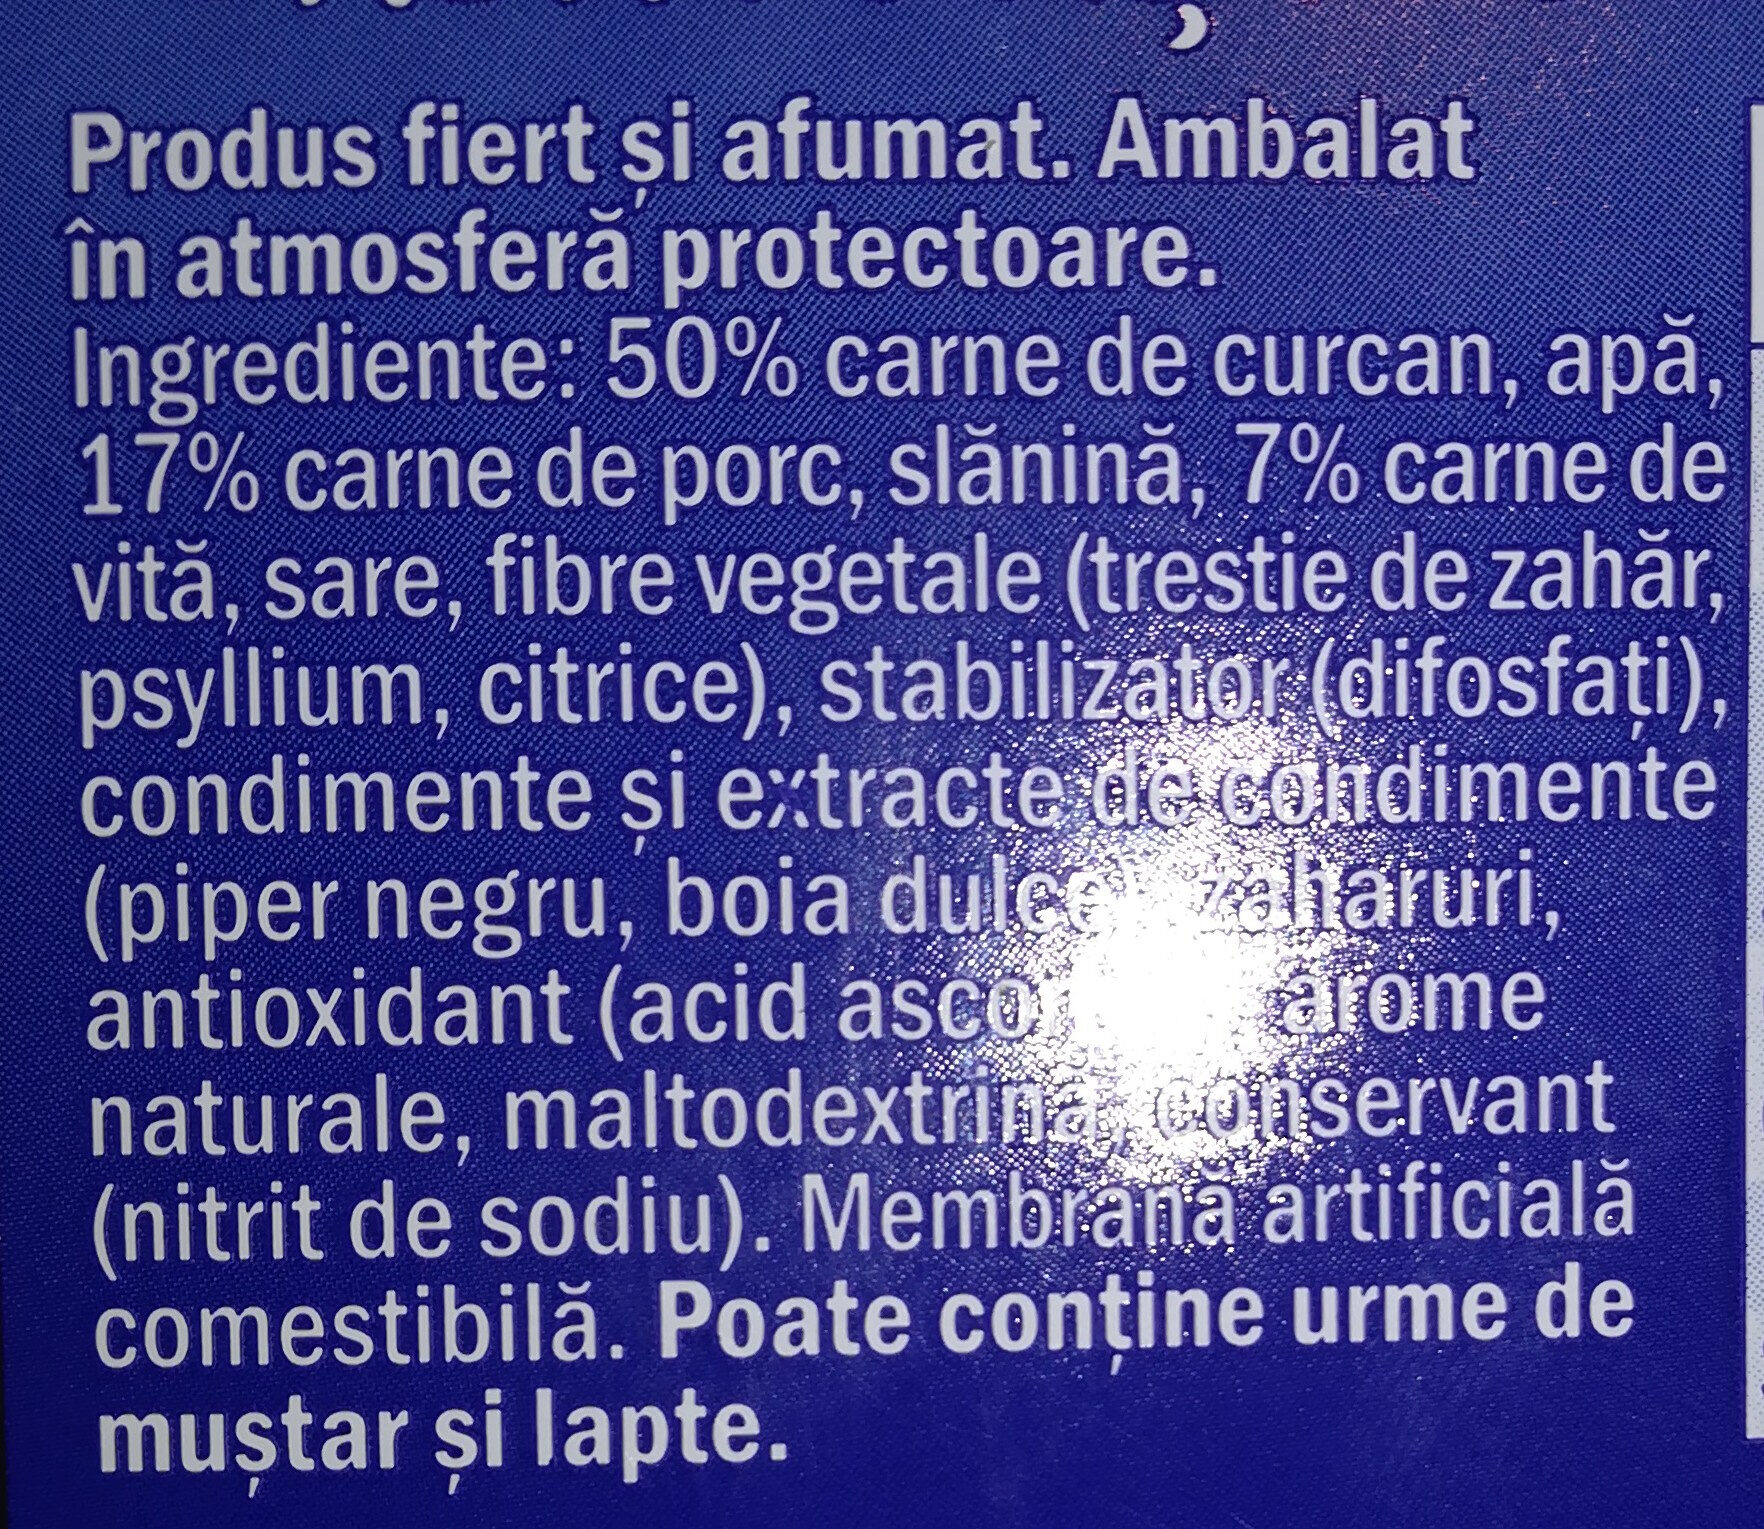 Produs fiert și afumat. Ambalat
în atmosferă protectoare.
Ingrediente: 50% carne de curcan, apă,
17% carne de porc, slănină, 7% carne de
vită, sare, fibre vegetale (trestie de zahăr,
psyllium, citrice), stabilizator (difosfați),
condimente și extracte de condimente
(piper negru, boia dulce), zaharuri,
antioxidant (acid arome
naturale, maltodextrină, conservant
(nitrit de sodiu). Membrană artificială
comestibilă. Poate conține urme de
muștar și lapte.